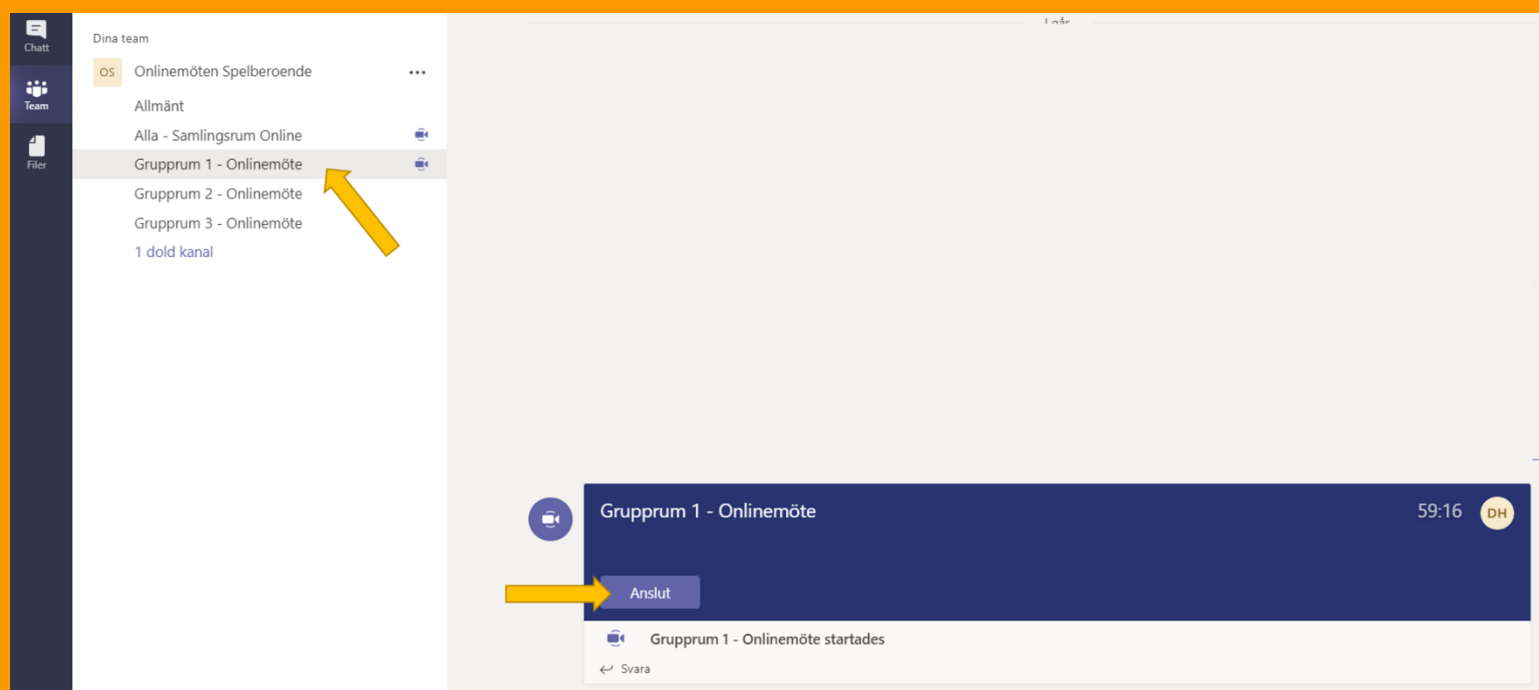 Chatt
Team
Filer
Dina team
OS Onlinemöten Spelberoende ...
Allmänt
Alla - Samlingsrum Online
Grupprum 1 - Onlinemöte
Grupprum 2 - Onlinemöte
Grupprum 3 - Onlinemöte
1 dold kanal
I går
Grupprum 1 - Onlinemöte 59:16 DH
Anslut
Grupprum 1 - Onlinemöte startades
Svara